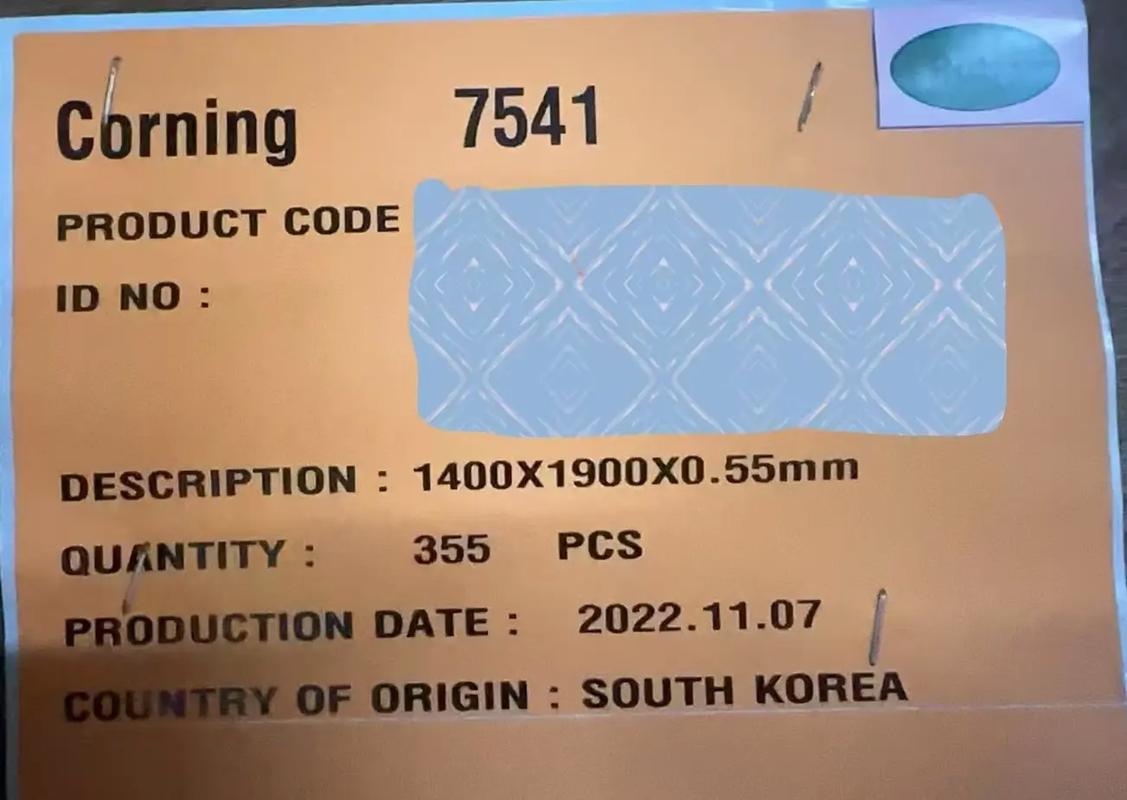 Corning 7541
PRODUCT CODE
ID NO :
DESCRIPTION : 1400X1900X0.55mm
QUANTITY : 355 PCS
PRODUCTION DATE : 2022.11.07
COUNTRY OF ORIGIN : SOUTH KOREA